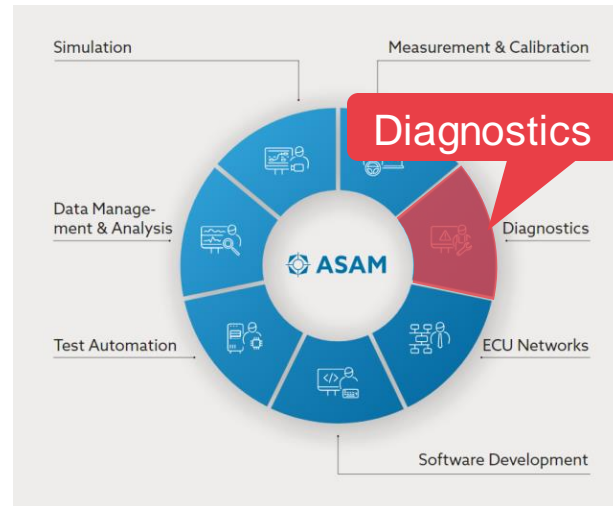 Simulation
Measurement & Calibration
Diagnostics
Data Manage-
ment & Analysis
Diagnostics
ASAM
Test Automation
ECU Networks
</>
Software Development